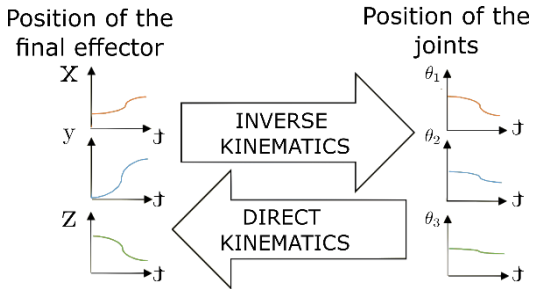 Position of the
final effector
Position of the
joints
X
t
y
t
Z
t
INVERSE
KINEMATICS
DIRECT
KINEMATICS
θ1
t
θ2
t
θ3
t